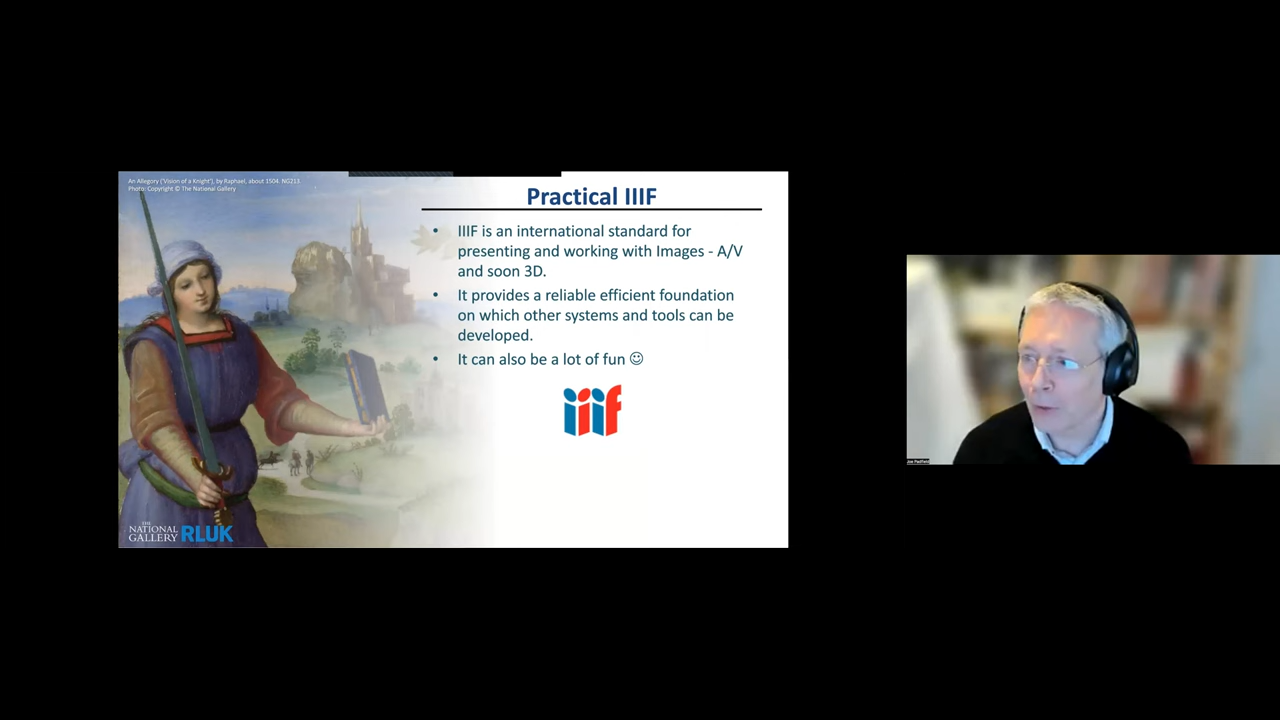 An Allegory ('Vision of a Knight'), by Raphael, about 1504. NG213
Photo: Copyright © The National Gallery
Practical IIIF
• IIIF is an international standard for
presenting and working with Images - A/V
and soon 3D.
• It provides a reliable efficient foundation
on which other systems and tools can be
developed.
• It can also be a lot of fun ☺
iiif
THE
NATIONAL
GALLERY
RLUK
Joe Padfield